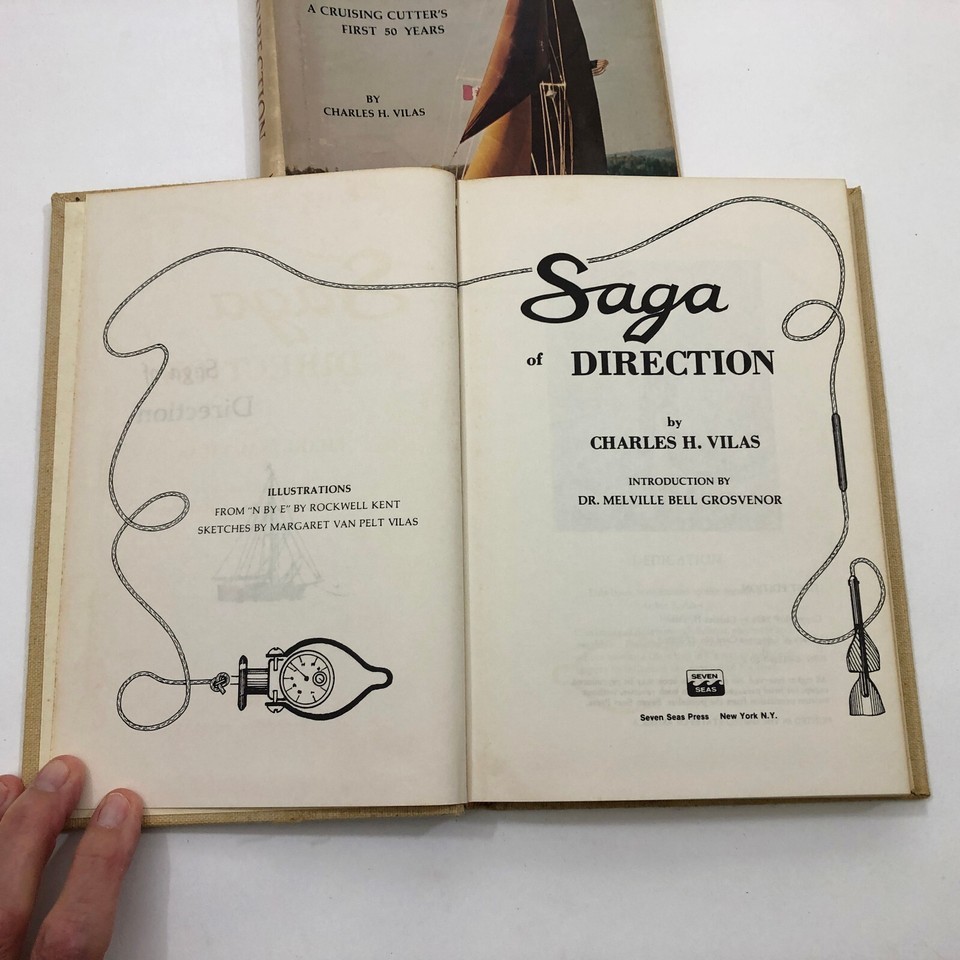 DIRECTION
A CRUISING CUTTER'S
FIRST 50 YEARS
BY
CHARLES H. VILAS
ILLUSTRATIONS
FROM "N BY E" BY ROCKWELL KENT
SKETCHES BY MARGARET VAN PELT VILAS
Saga
of DIRECTION
by
CHARLES H. VILAS
INTRODUCTION BY
DR. MELVILLE BELL GROSVENOR
SEVEN
SEAS
Seven Seas Press New York N.Y.